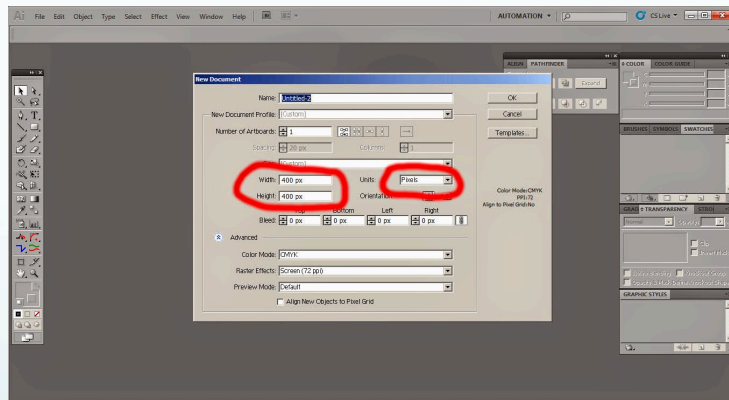 Ai File Edit Object Type Select Effect View Window Help
AUTOMATION
CS Live
ALIGN PATHFINDER
Expand
COLOR COLOR GUIDE
BRUSHES SYMBOLS SWATCHES
New Document
Name: Untitled-2
OK
New Document Profile: [Custom]
Cancel
Number of Artboards: 1
Templates...
Spacing: 20 px
Columns: 1
[Custom]
Width: 400 px
Units: Pixels
Height: 400 px
Orientation:
Color Mode:CMYK
PPI:72
Align to Pixel Grid:No
Top Bottom Left Right
Bleed: 0 px 0 px 0 px 0 px
Advanced
Color Mode: CMYK
Raster Effects: Screen (72 ppi)
Preview Mode: Default
Align New Objects to Pixel Grid
GRAD TRANSPARENCY
Normal
Opacity:
Clip
Invert Mask
GRAPHIC STYLES